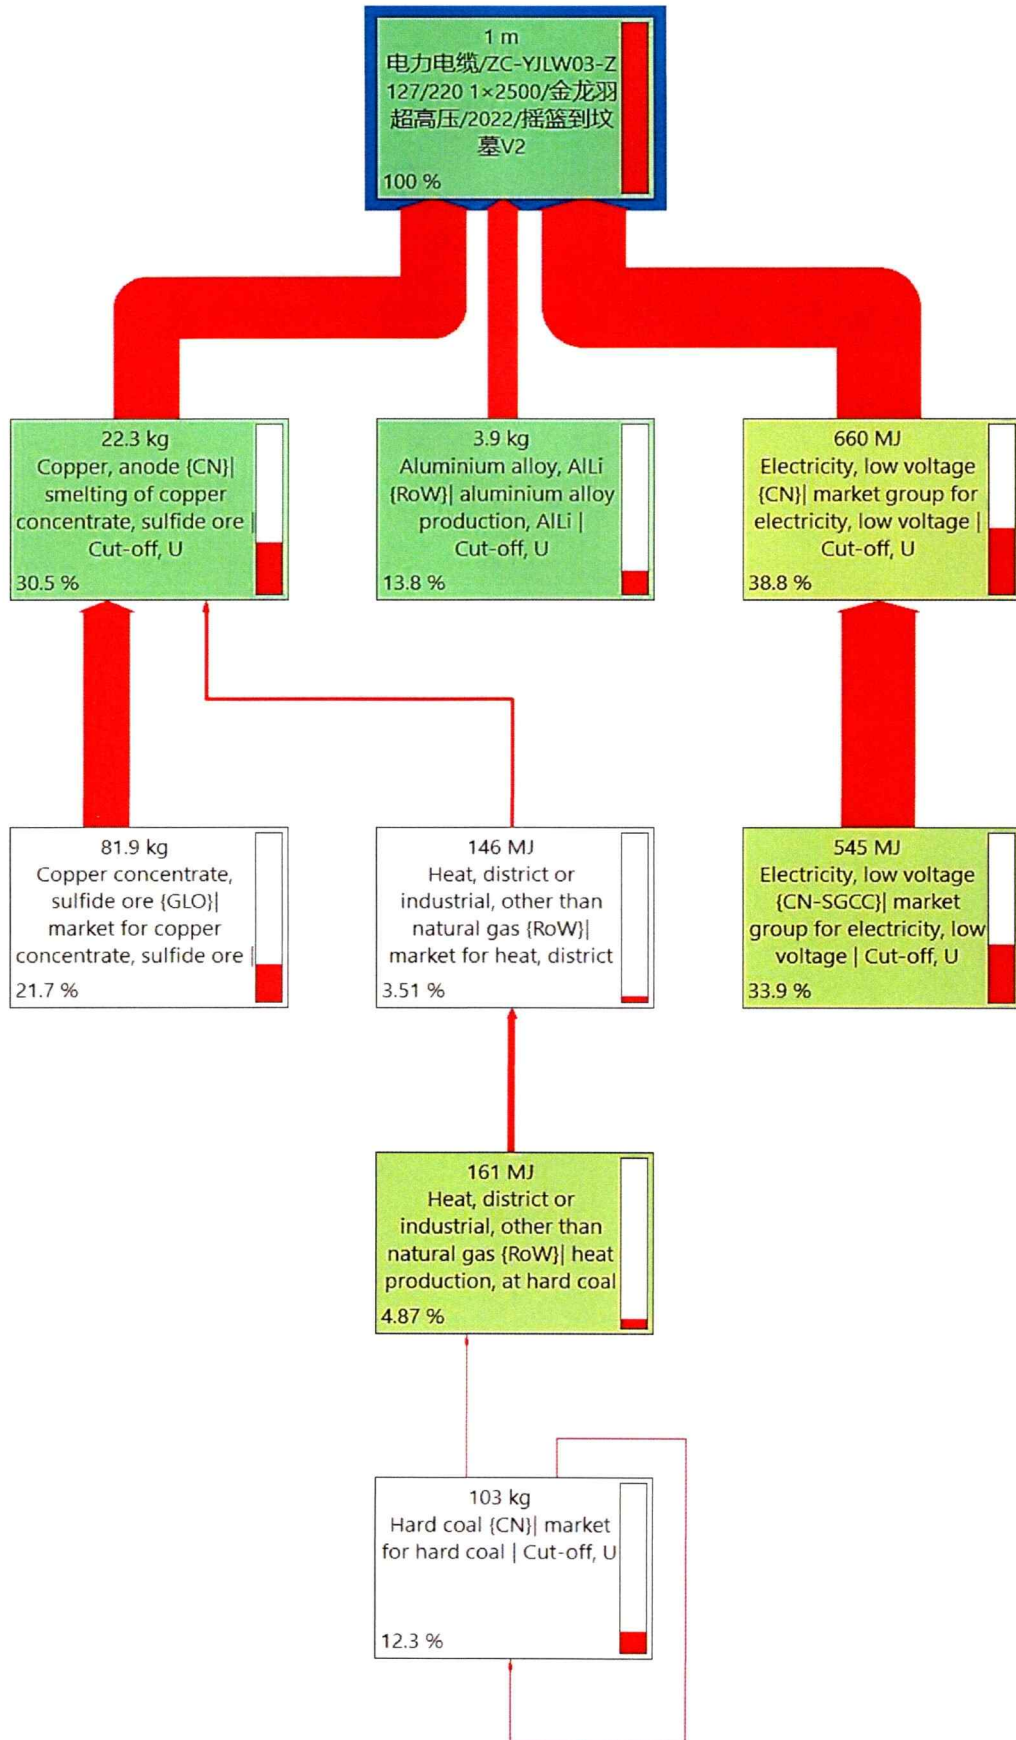 1 m
电力电缆/ZC-YJLW03-Z
127/220 1×2500/金龙羽
超高压/2022/摇篮到坟
墓V2
100 %
22.3 kg
Copper, anode {CN}|
smelting of copper
concentrate, sulfide ore |
Cut-off, U
30.5 %
3.9 kg
Aluminium alloy, AlLi
{RoW}| aluminium alloy
production, AlLi |
Cut-off, U
13.8 %
660 MJ
Electricity, low voltage
{CN}| market group for
electricity, low voltage |
Cut-off, U
38.8 %
81.9 kg
Copper concentrate,
sulfide ore {GLO}|
market for copper
concentrate, sulfide ore |
21.7 %
146 MJ
Heat, district or
industrial, other than
natural gas {RoW}|
market for heat, district
3.51 %
545 MJ
Electricity, low voltage
{CN-SGCC}| market
group for electricity, low
voltage | Cut-off, U
33.9 %
161 MJ
Heat, district or
industrial, other than
natural gas {RoW}| heat
production, at hard coal
4.87 %
103 kg
Hard coal {CN}| market
for hard coal | Cut-off, U
12.3 %